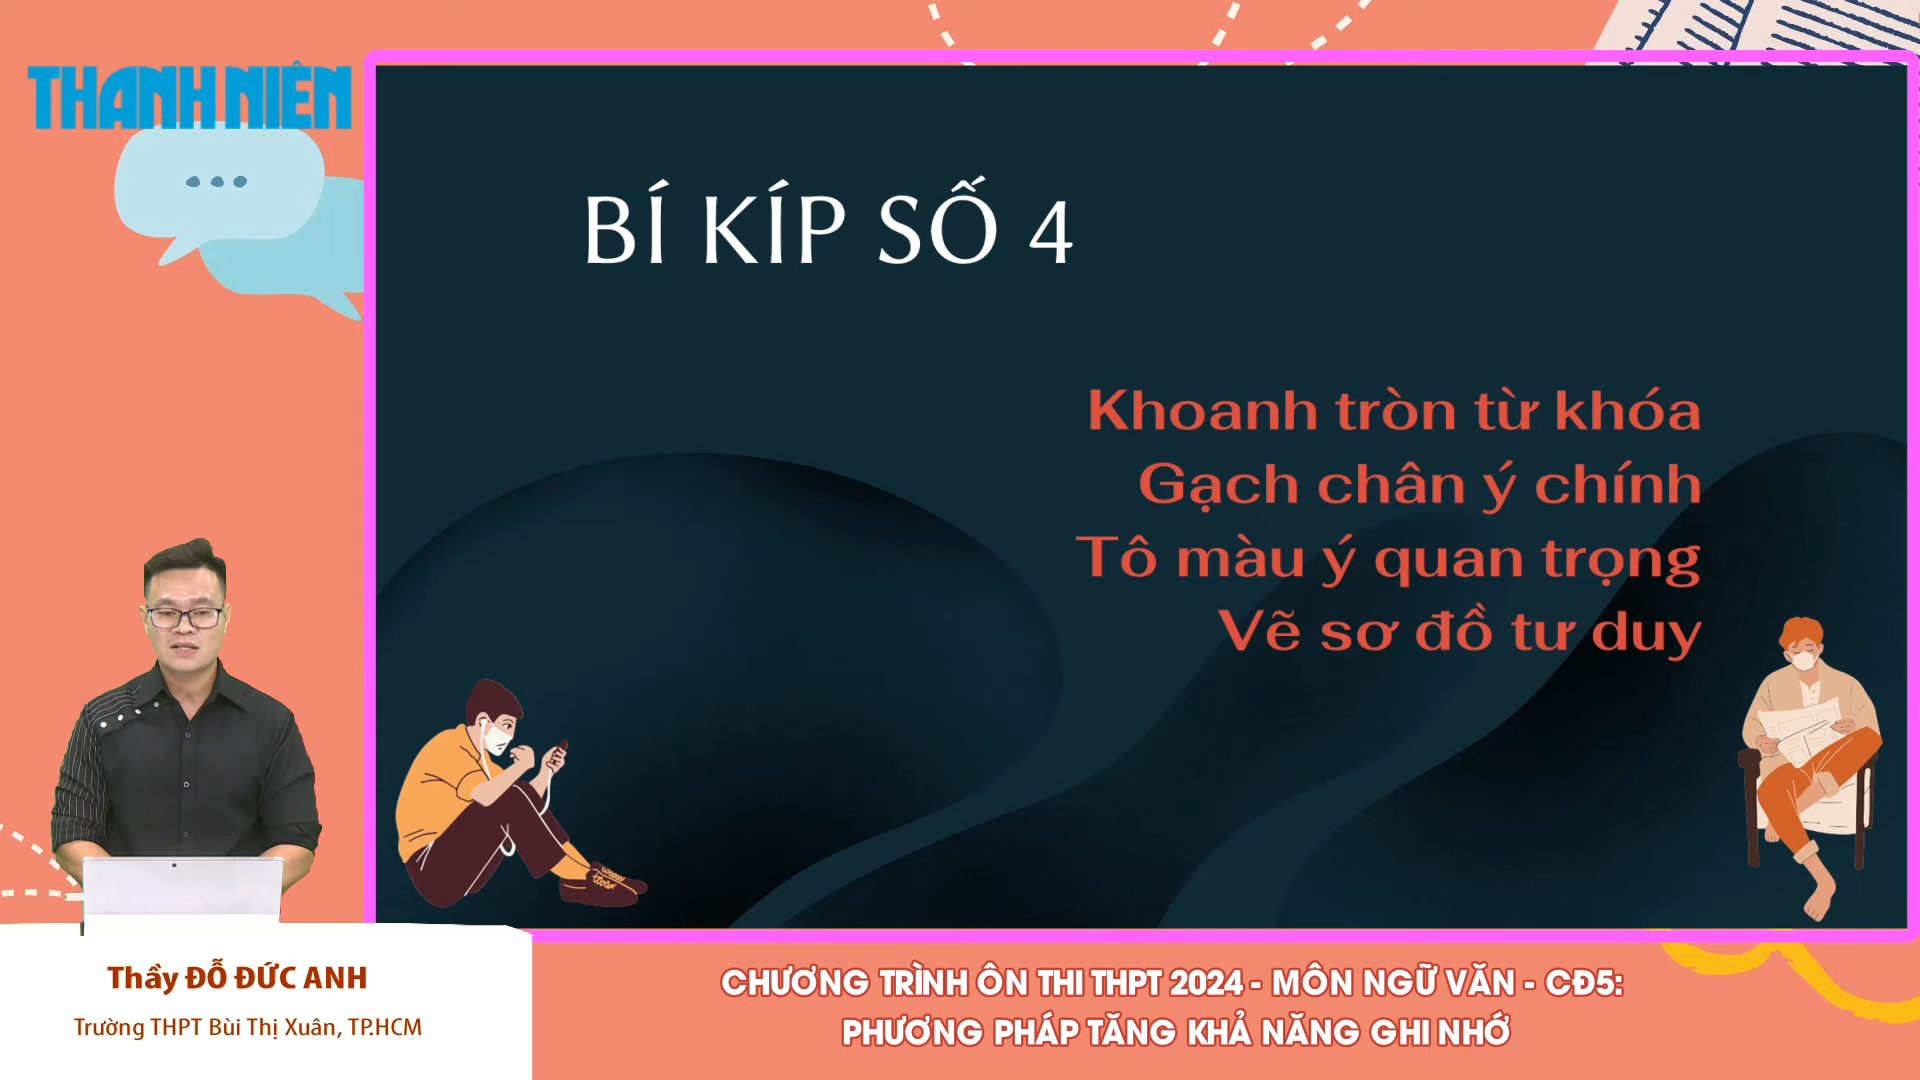 THANH NIÊN
BÍ KÍP SỐ 4
Khoanh tròn từ khóa
Gạch chân ý chính
Tô màu ý quan trọng
Vẽ sơ đồ tư duy
Thầy ĐỖ ĐỨC ANH
Trường THPT Bùi Thị Xuân, TP.HCM
CHƯƠNG TRÌNH ÔN THI THPT 2024 - MÔN NGỮ VĂN - CĐ5:
PHƯƠNG PHÁP TĂNG KHẢ NĂNG GHI NHỚ